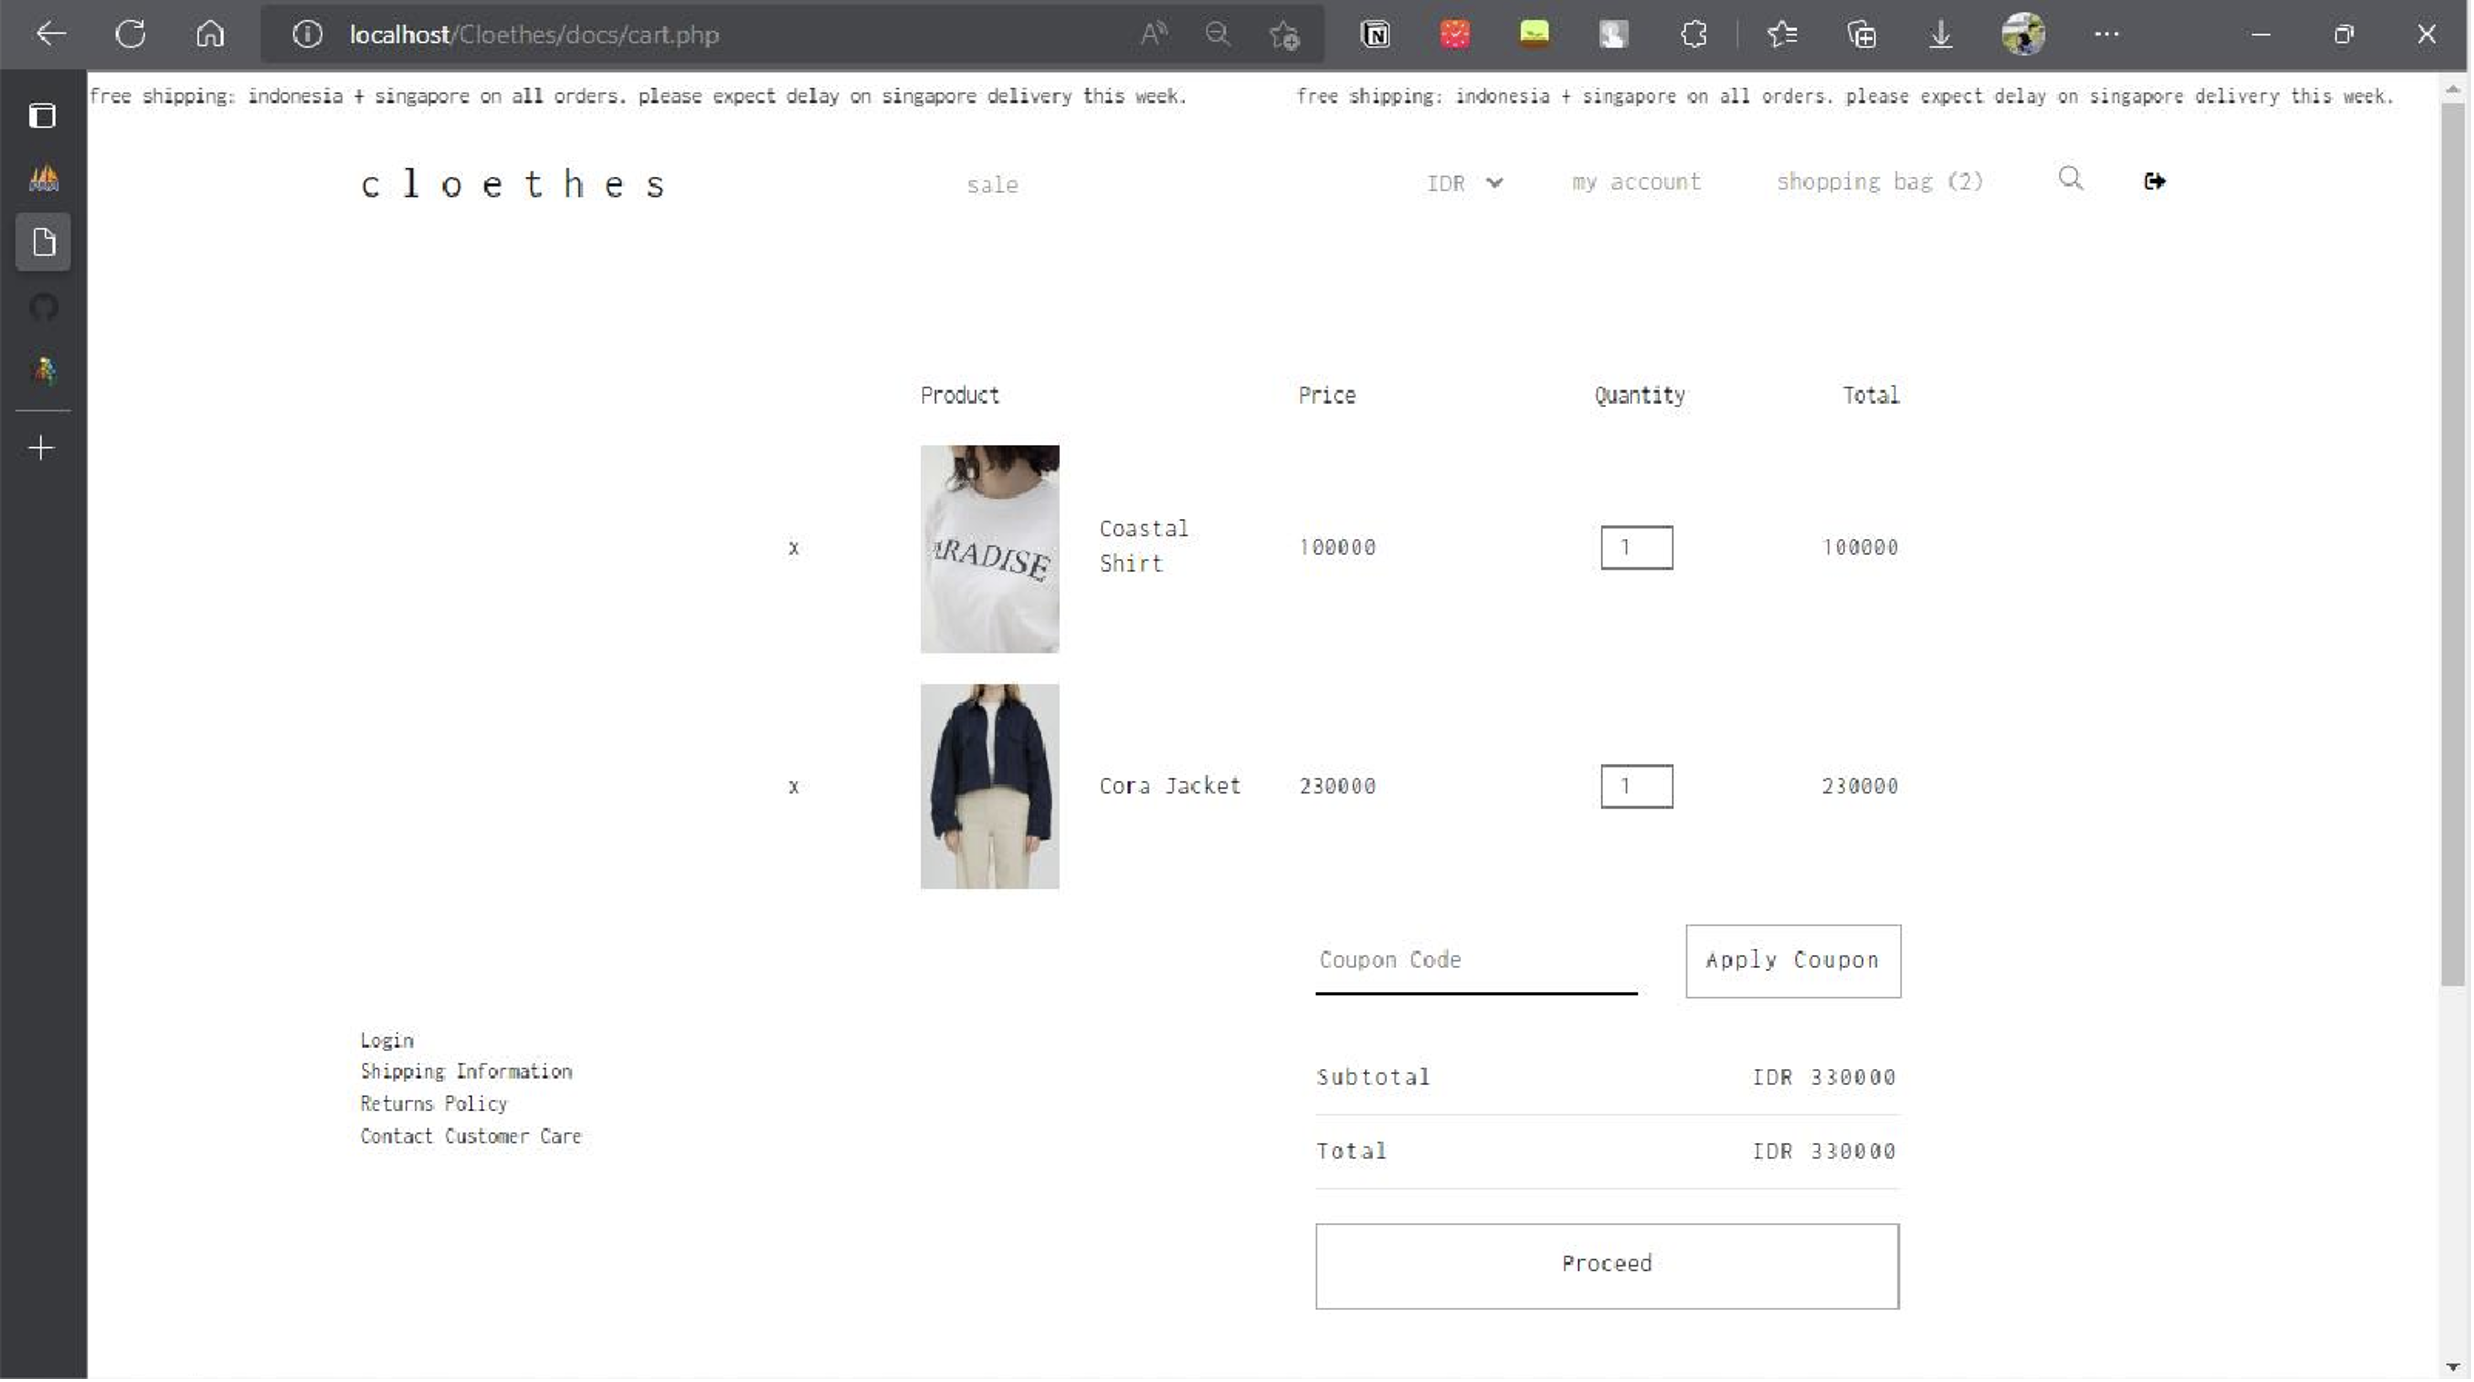 localhost/Cloethes/docs/cart.php
free shipping: indonesia + singapore on all orders. please expect delay on singapore delivery this week. free shipping: indonesia + singapore on all orders. please expect delay on singapore delivery this week.
cloethes sale IDR my account shopping bag (2)
Product Price Quantity Total
ARADISE
Coastal
Shirt
x 100000 1 100000
x Cora Jacket 230000 1 230000
Coupon Code Apply Coupon
Login
Shipping Information
Returns Policy
Contact Customer Care
Subtotal IDR 330000
Total IDR 330000
Proceed